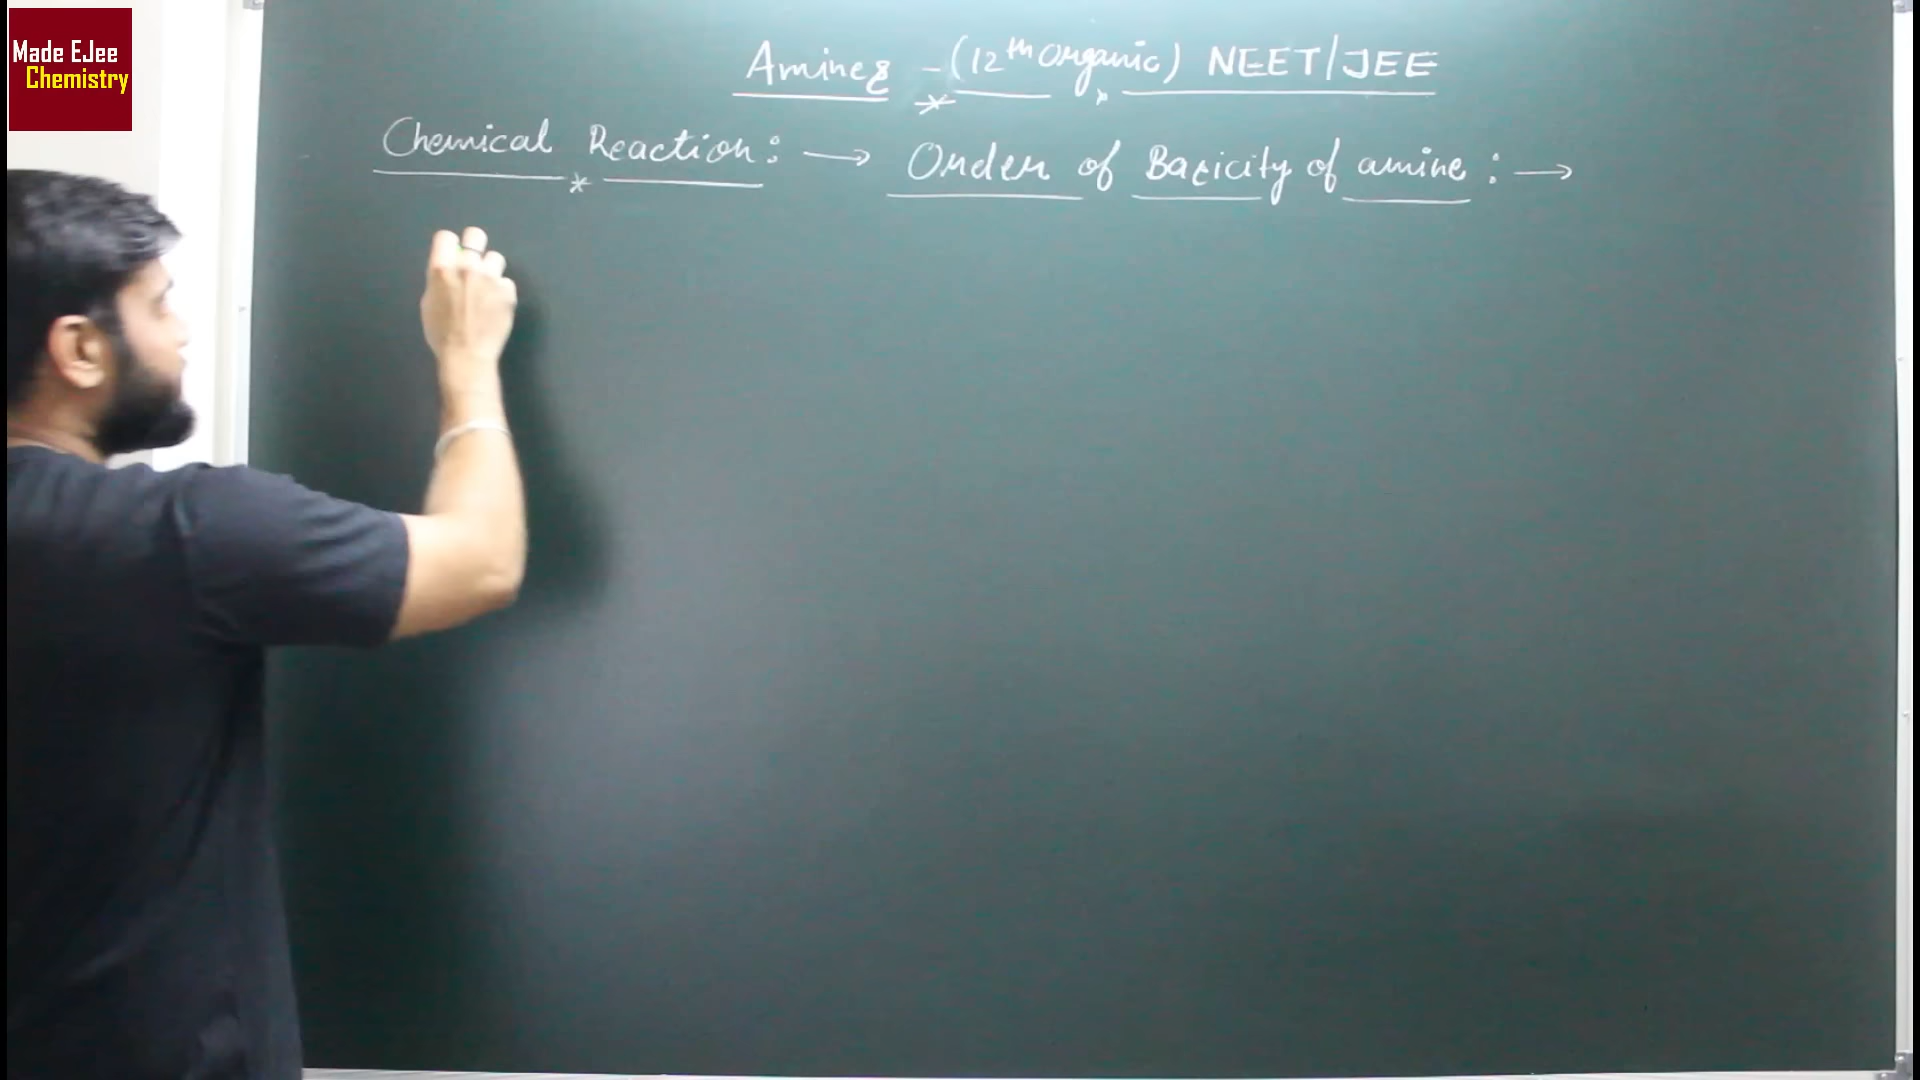 Made EJee
Chemistry
Amines - (12th organic) NEET/JEE
Chemical Reaction: → Order of Basicity of amine : →